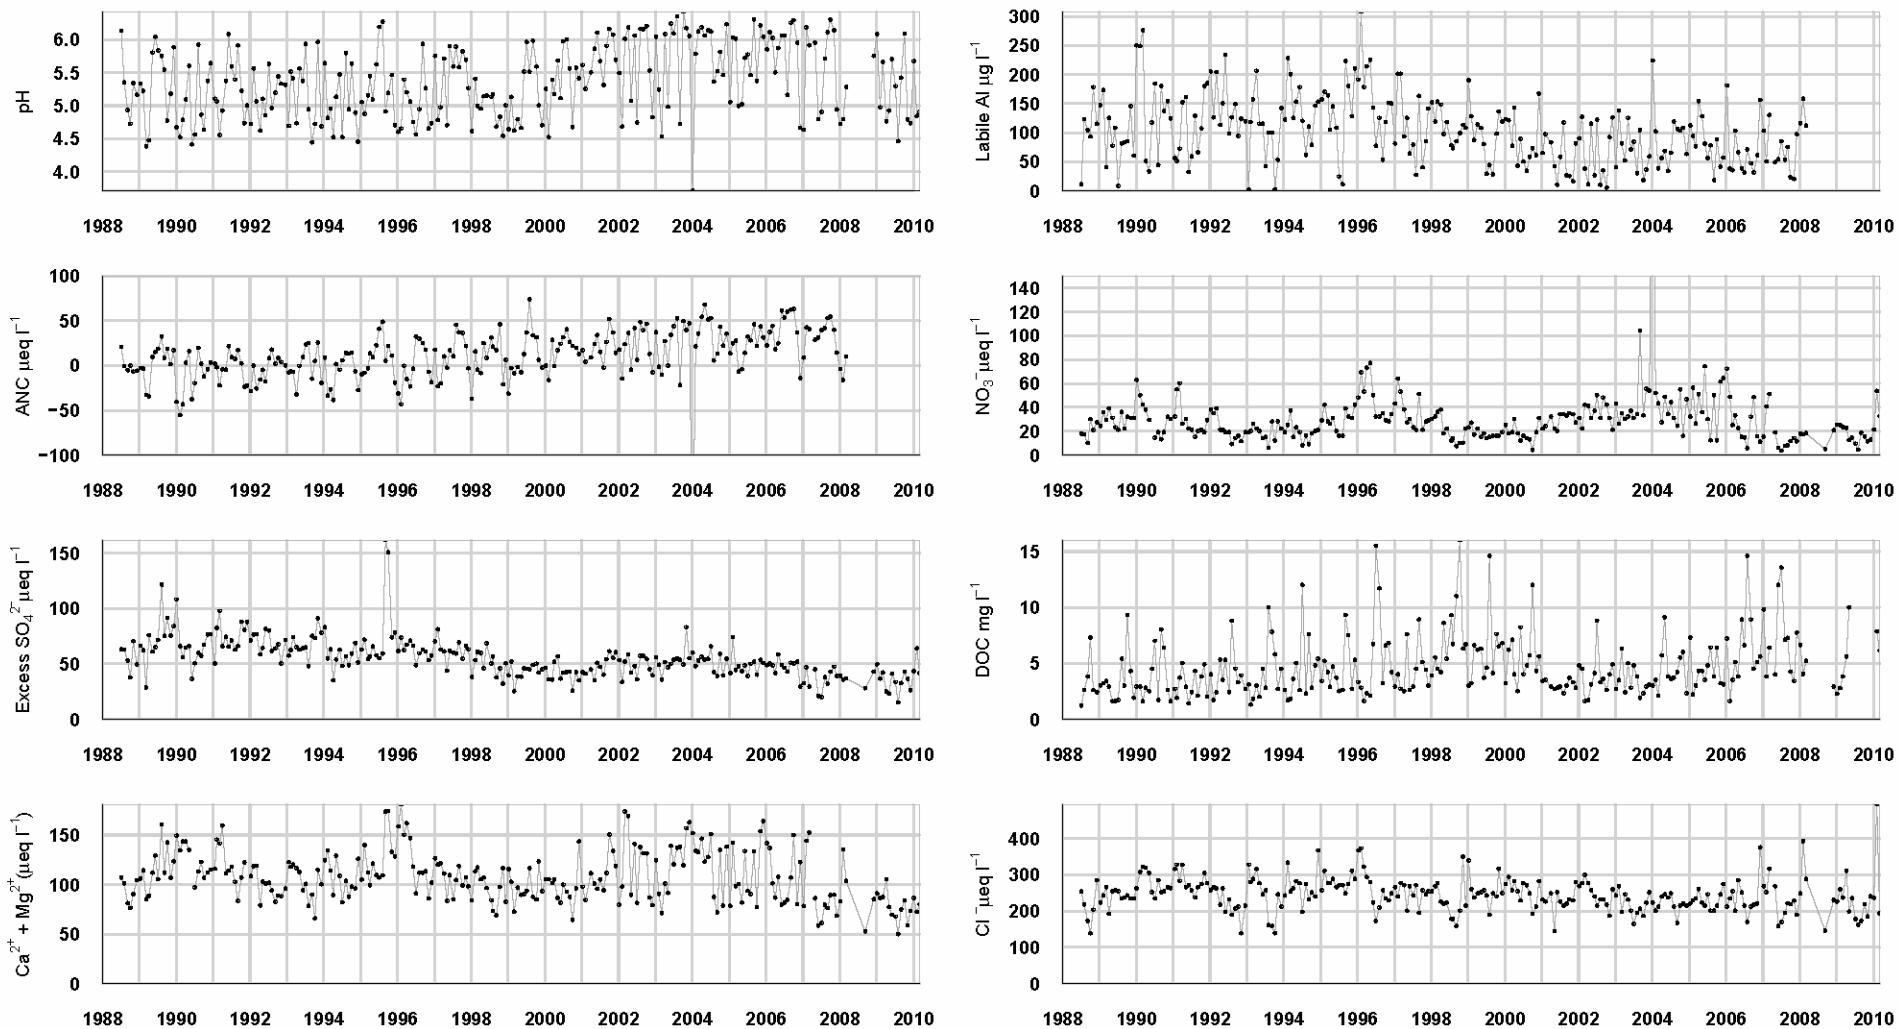 pH
6.0
5.5
5.0
4.5
4.0
1988 1990 1992 1994 1996 1998 2000 2002 2004 2006 2008 2010
Labile Al µg l⁻¹
300
250
200
150
100
50
0
1988 1990 1992 1994 1996 1998 2000 2002 2004 2006 2008 2010
ANC µeq l⁻¹
100
50
0
−50
−100
1988 1990 1992 1994 1996 1998 2000 2002 2004 2006 2008 2010
NO₃⁻µeq l⁻¹
140
120
100
80
60
40
20
0
1988 1990 1992 1994 1996 1998 2000 2002 2004 2006 2008 2010
Excess SO₄²⁻µeq l⁻¹
150
100
50
0
1988 1990 1992 1994 1996 1998 2000 2002 2004 2006 2008 2010
DOC mg l⁻¹
15
10
5
0
1988 1990 1992 1994 1996 1998 2000 2002 2004 2006 2008 2010
Ca²⁺ + Mg²⁺(µeq l⁻¹)
150
100
50
0
1988 1990 1992 1994 1996 1998 2000 2002 2004 2006 2008 2010
Cl⁻µeq l⁻¹
400
300
200
100
0
1988 1990 1992 1994 1996 1998 2000 2002 2004 2006 2008 2010